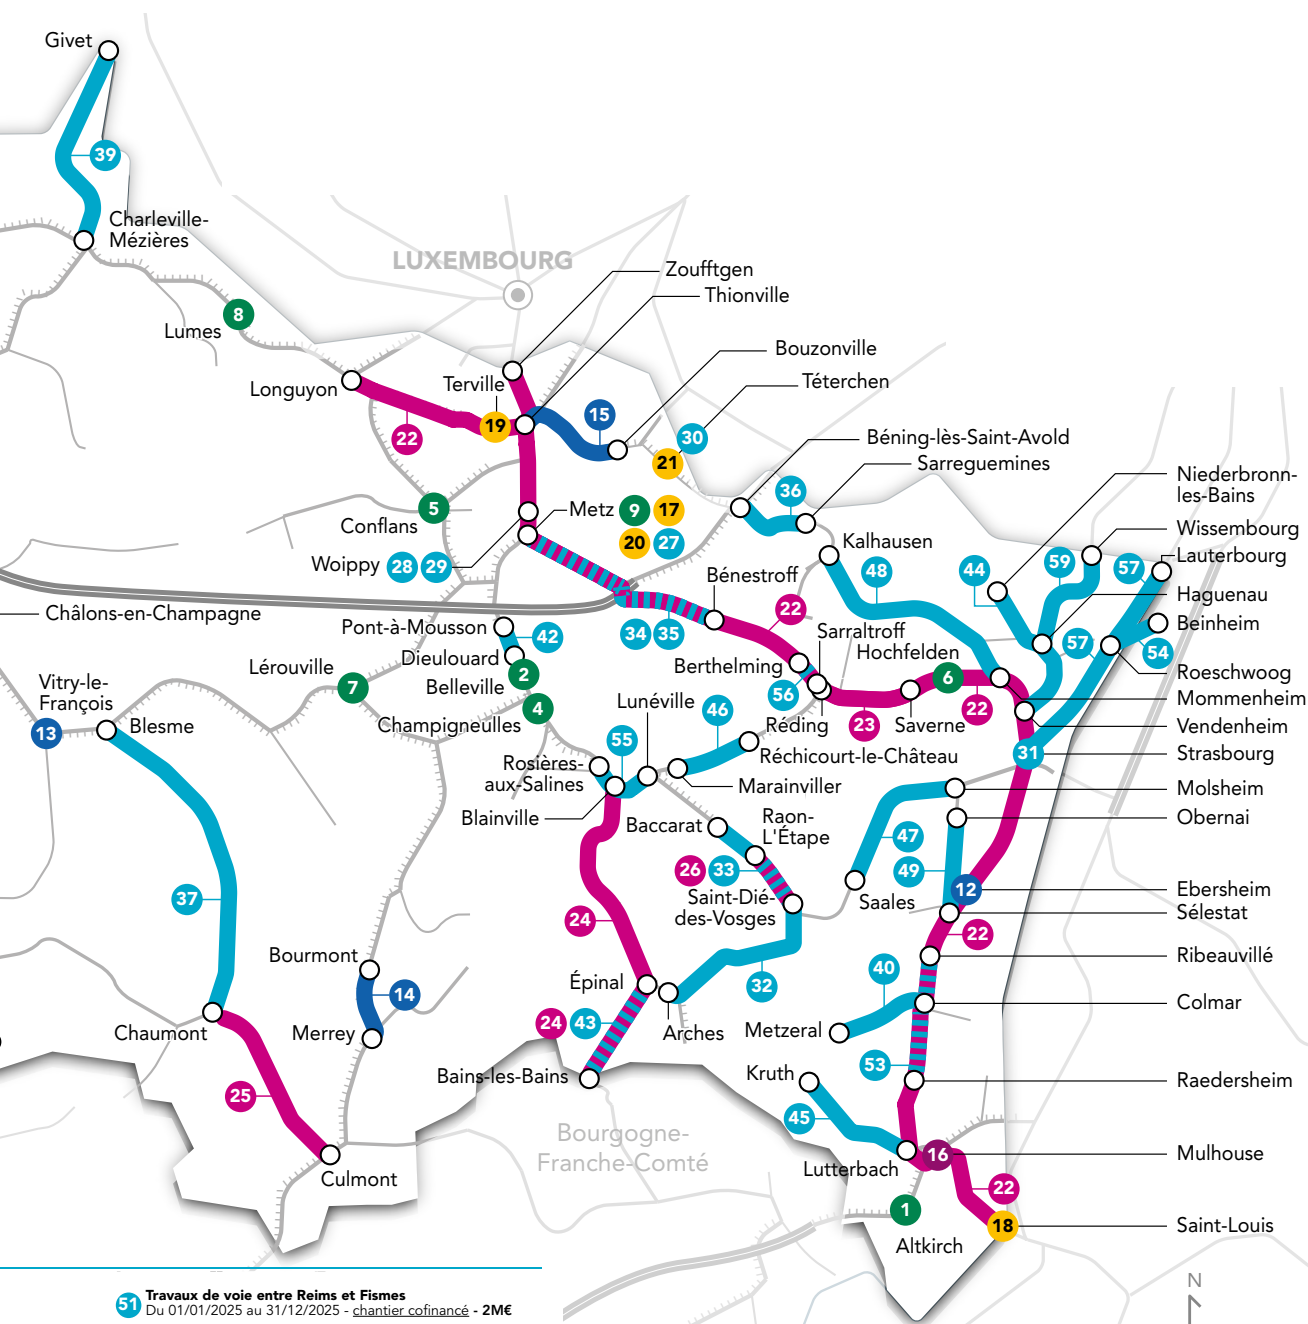 Givet
39
Charleville-
Mézières
LUXEMBOURG
Zoufftgen
Thionville
8
Lumes
Bouzonville
Téterchen
Longuyon
Terville
19
22
15
30
21
Béning-lès-Saint-Avold
Sarreguemines
36
Niederbronn-
les-Bains
5
Conflans
Metz
9
17
20
27
Wissembourg
Lauterbourg
Woippy
28
29
Kalhausen
48
44
59
57
Bénestroff
22
Haguenau
Châlons-en-Champagne
Beinheim
Pont-à-Mousson
42
34
35
Sarraltroff
Hochfelden
57
54
Dieulouard
Berthelming
6
Lérouville
7
Belleville
2
56
Roeschwoog
Vitry-le-
François
Champigneulles
4
Lunéville
46
Réding
23
Saverne
22
Mommenheim
13
Blesme
55
Vendenheim
Rosières-
aux-Salines
Réchicourt-le-Château
31
Strasbourg
Marainviller
Molsheim
Blainville
Baccarat
Raon-
L'Étape
Obernai
47
26
33
49
37
Saint-Dié-
des-Vosges
Saales
12
Ebersheim
Sélestat
24
22
Bourmont
Ribeauvillé
14
Épinal
32
40
Chaumont
Merrey
24
43
Arches
Metzeral
Colmar
Bains-les-Bains
Kruth
53
Raedersheim
25
45
Bourgogne-
Franche-Comté
Lutterbach
16
Mulhouse
Culmont
22
1
18
Saint-Louis
Altkirch
N
51
Travaux de voie entre Reims et Fismes
Du 01/01/2025 au 31/12/2025 - chantier cofinancé - 2M€